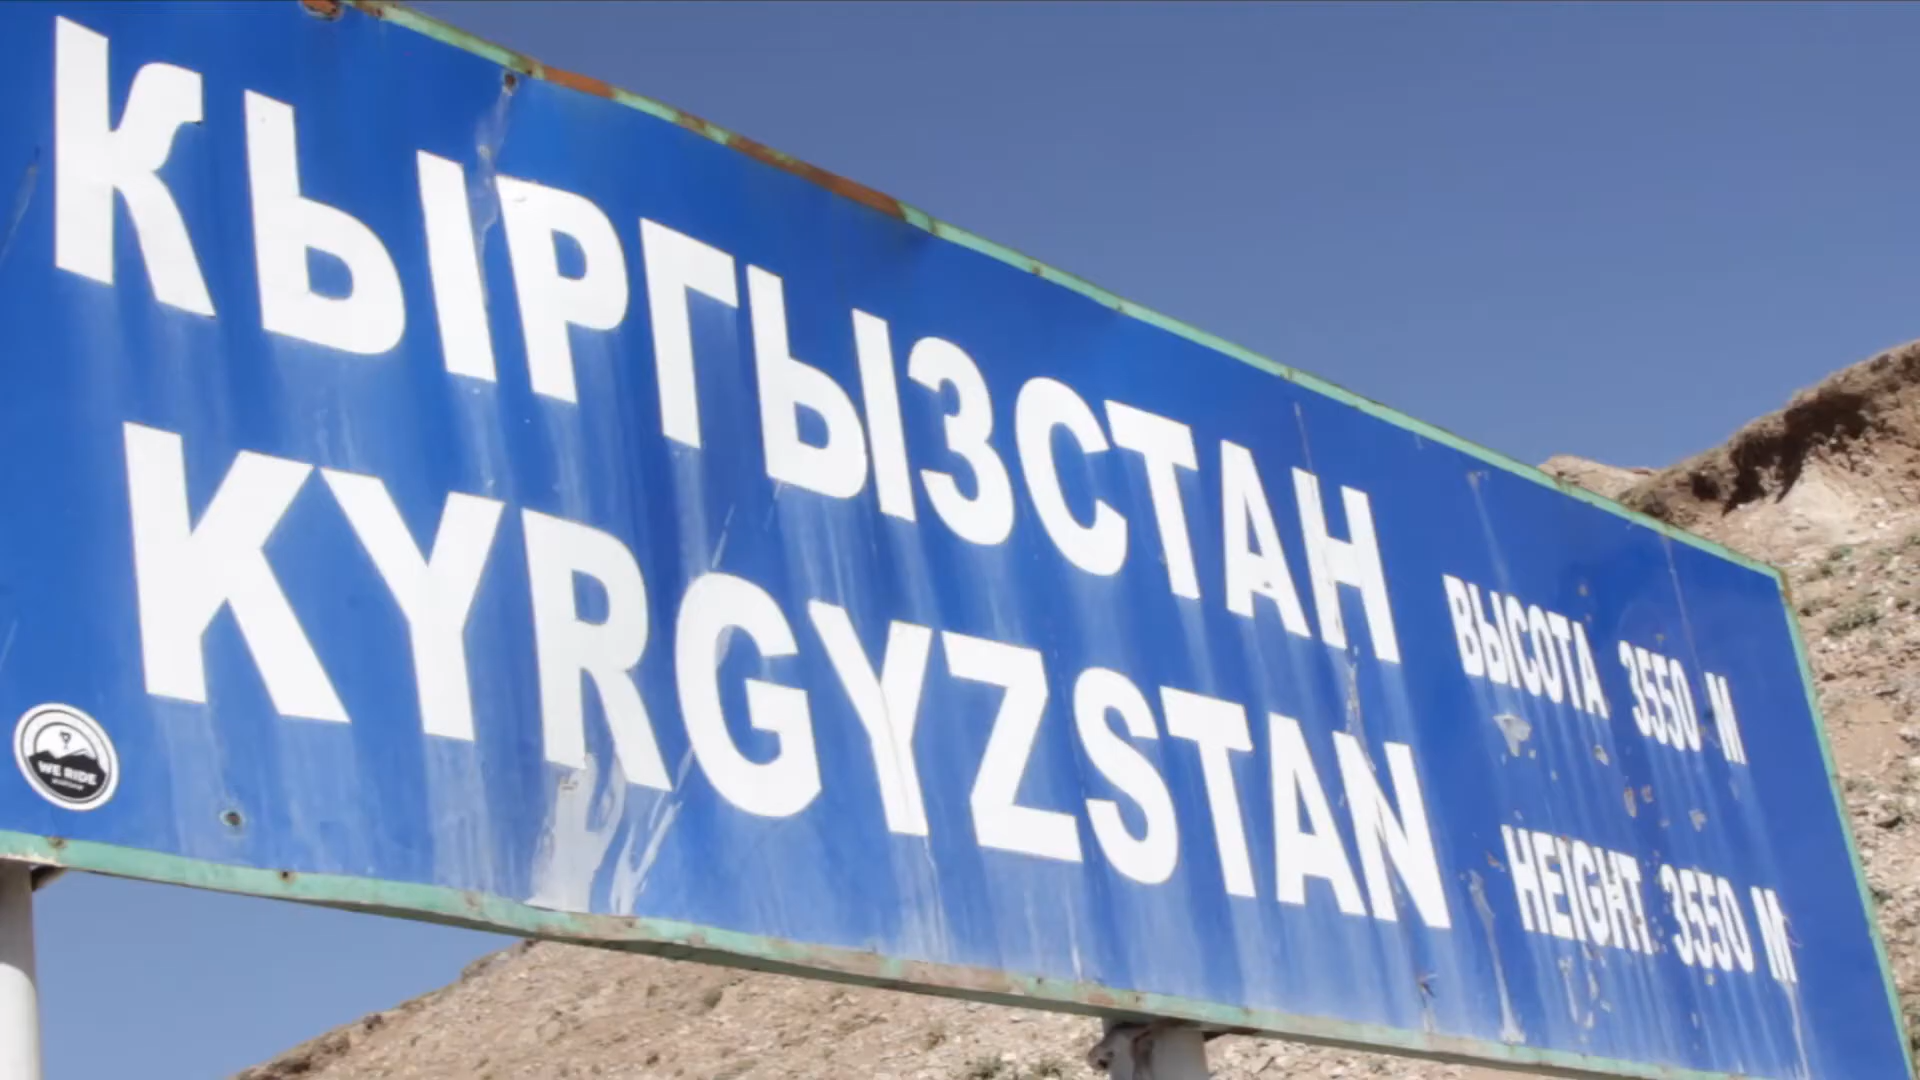 КЫРГЫЗСТАН
ВЫСОТА 3550 М
KYRGYZSTAN
HEIGHT 3550 M
WE RIDE